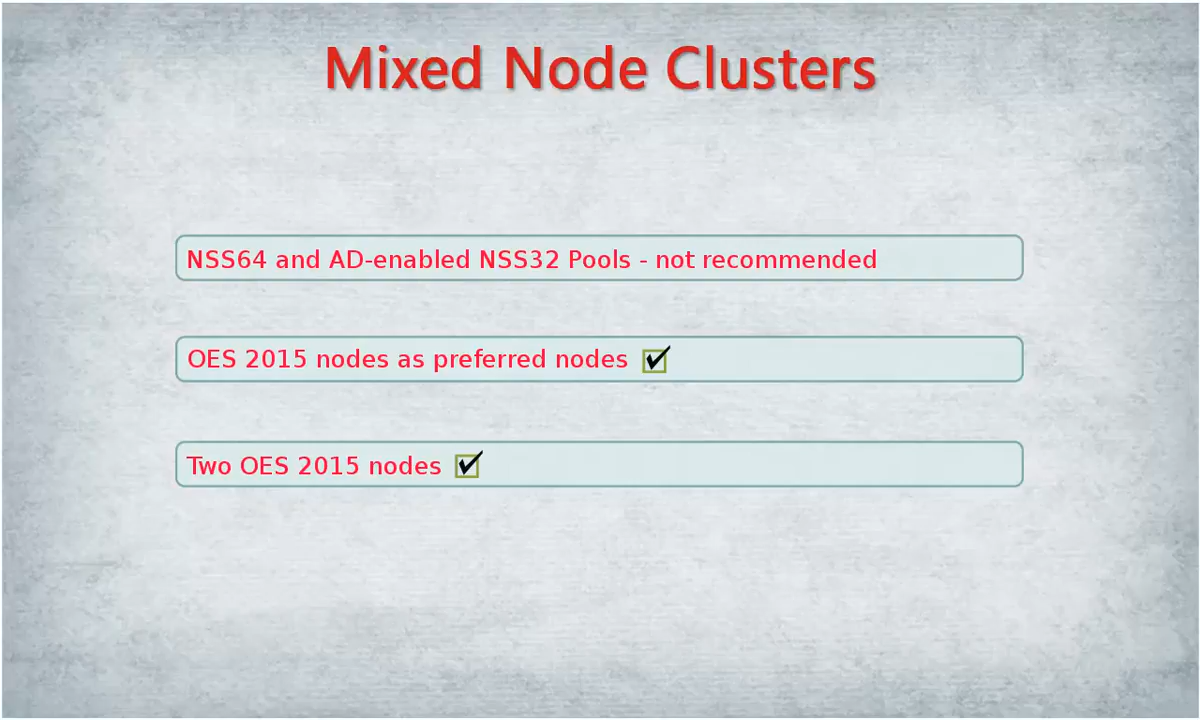 Mixed Node Clusters
NSS64 and AD-enabled NSS32 Pools - not recommended
OES 2015 nodes as preferred nodes
Two OES 2015 nodes